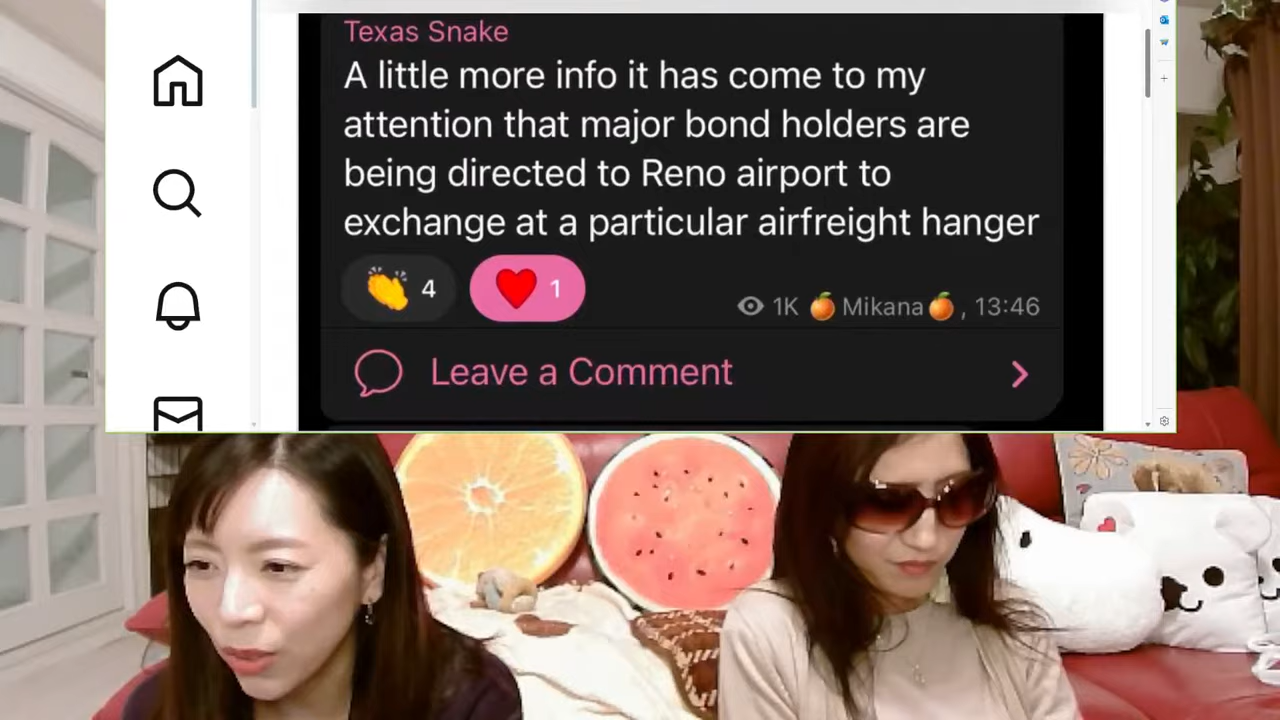 Texas Snake
A little more info it has come to my
attention that major bond holders are
being directed to Reno airport to
exchange at a particular airfreight hanger
👏 4 ❤️ 1
1K 🍊 Mikana🍊, 13:46
Leave a Comment